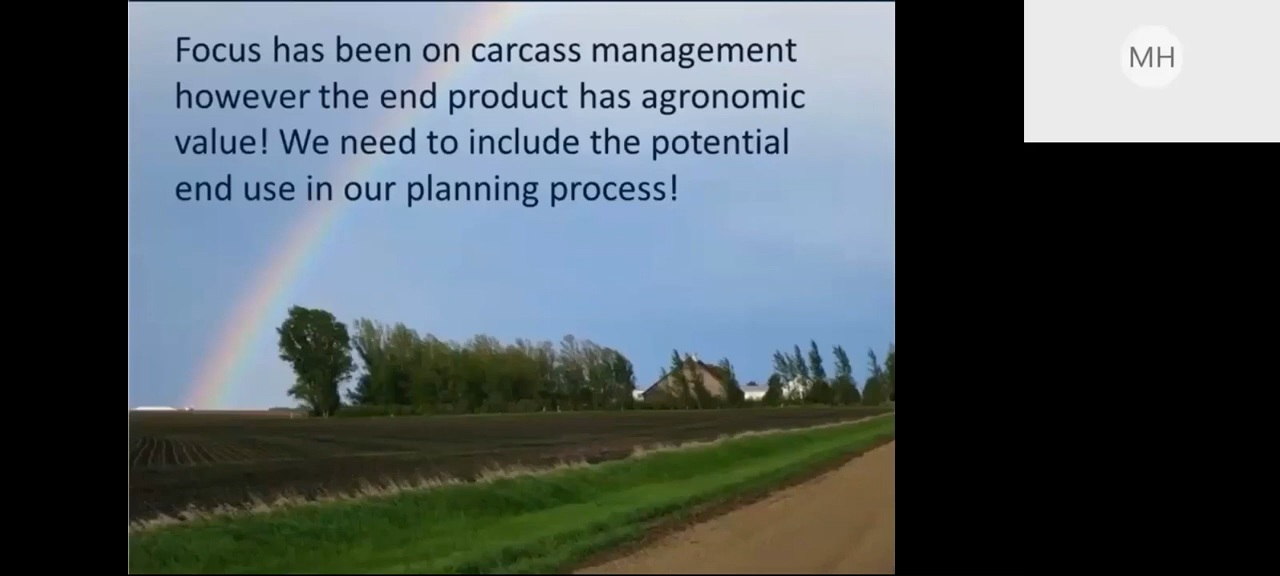 Focus has been on carcass management
however the end product has agronomic
value! We need to include the potential
end use in our planning process!
MH